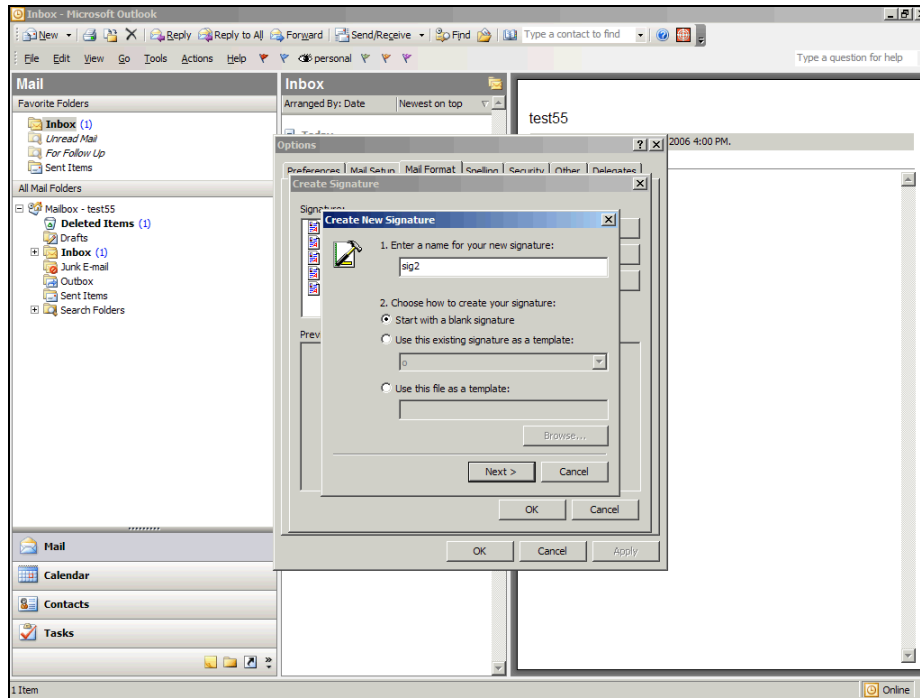 Inbox - Microsoft Outlook
New Reply Reply to All Forward Send/Receive Find Type a contact to find
File Edit View Go Tools Actions Help personal Type a question for help
Mail
Favorite Folders
Inbox (1)
Unread Mail
For Follow Up
Sent Items
All Mail Folders
Mailbox - test55
Deleted Items (1)
Drafts
Inbox (1)
Junk E-mail
Outbox
Sent Items
Search Folders
Mail
Calendar
Contacts
Tasks
Inbox
Arranged By: Date Newest on top
Today
test55
2006 4:00 PM.
Options
Preferences Mail Setup Mail Format Spelling Security Other Delegates
Create Signature
Signature:
Prev
Create New Signature
1. Enter a name for your new signature:
sig2
2. Choose how to create your signature:
Start with a blank signature
Use this existing signature as a template:
o
Use this file as a template:
Browse...
Next > Cancel
OK Cancel
OK Cancel Apply
1 Item Online